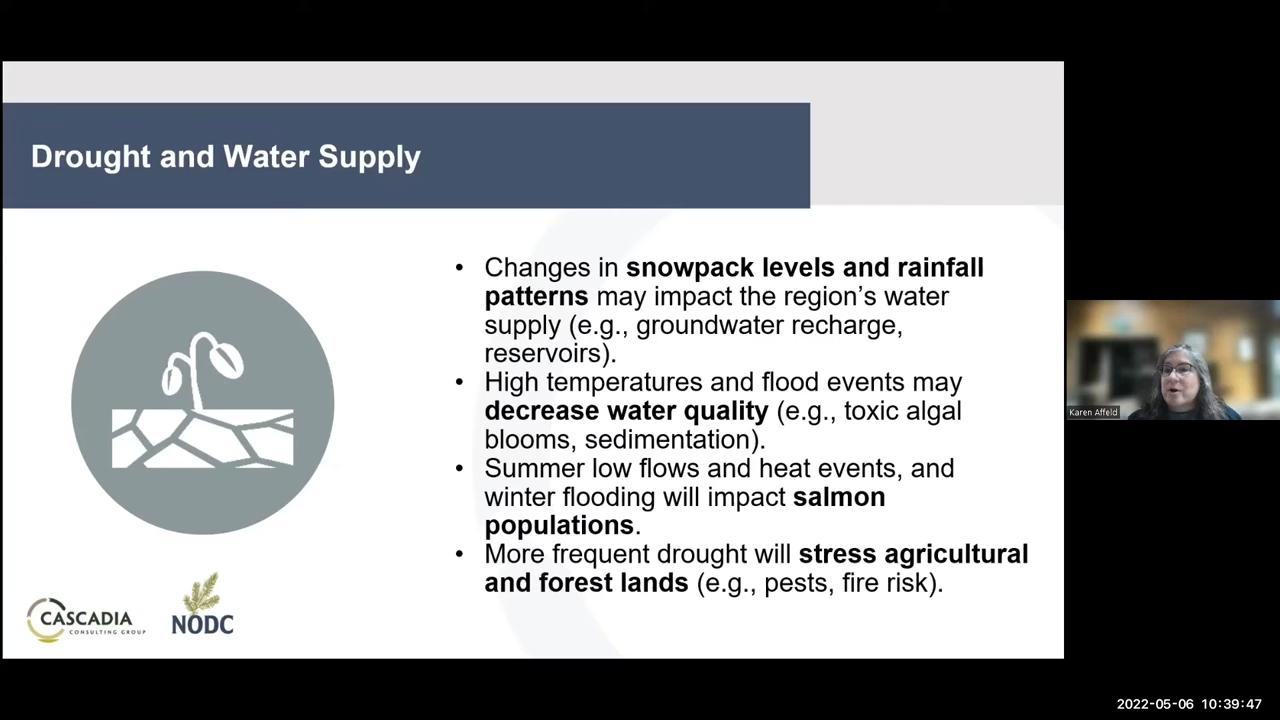 Drought and Water Supply
• Changes in snowpack levels and rainfall
patterns may impact the region’s water
supply (e.g., groundwater recharge,
reservoirs).
• High temperatures and flood events may
decrease water quality (e.g., toxic algal
blooms, sedimentation).
• Summer low flows and heat events, and
winter flooding will impact salmon
populations.
• More frequent drought will stress agricultural
and forest lands (e.g., pests, fire risk).
CASCADIA
CONSULTING GROUP
NODC
Karen Affeld
2022-05-06 10:39:47